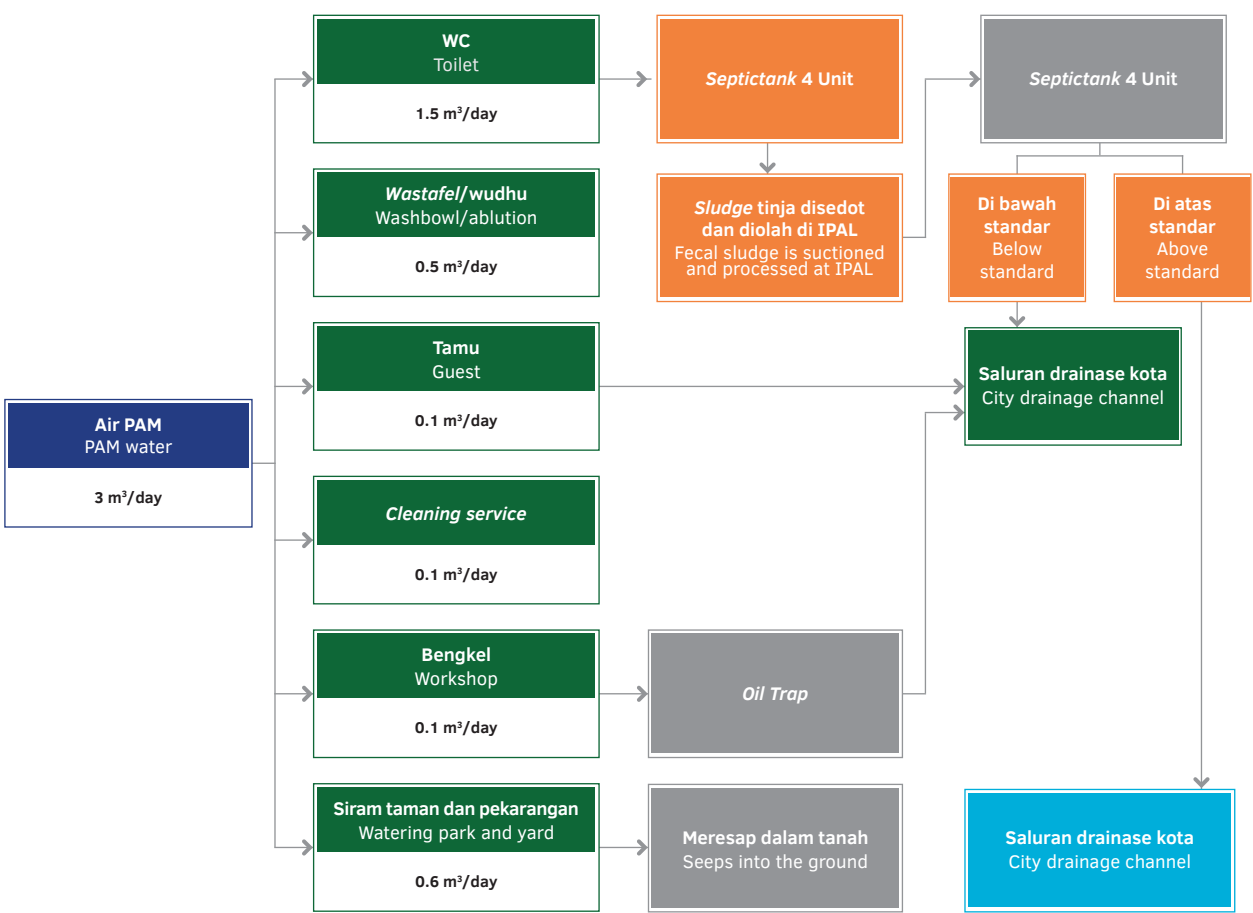 Air PAM
PAM water
3 m³/day
WC
Toilet
1.5 m³/day
Wastafel/wudhu
Washbowl/ablution
0.5 m³/day
Tamu
Guest
0.1 m³/day
Cleaning service
0.1 m³/day
Bengkel
Workshop
0.1 m³/day
Siram taman dan pekarangan
Watering park and yard
0.6 m³/day
Septictank 4 Unit
Sludge tinja disedot
dan diolah di IPAL
Fecal sludge is suctioned
and processed at IPAL
Oil Trap
Meresap dalam tanah
Seeps into the ground
Septictank 4 Unit
Di bawah
standar
Below
standard
Di atas
standar
Above
standard
Saluran drainase kota
City drainage channel
Saluran drainase kota
City drainage channel